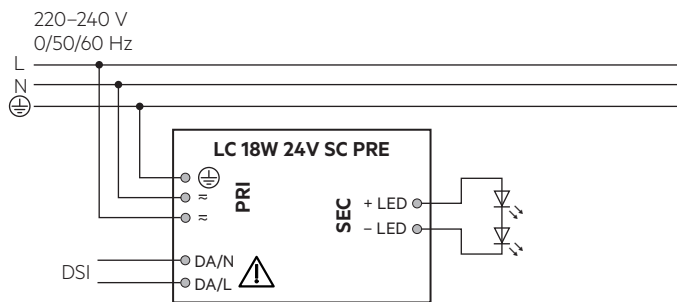 220–240 V
0/50/60 Hz
L
N
LC 18W 24V SC PRE
PRI
≂
≂
SEC
+ LED
– LED
DSI
DA/N
DA/L